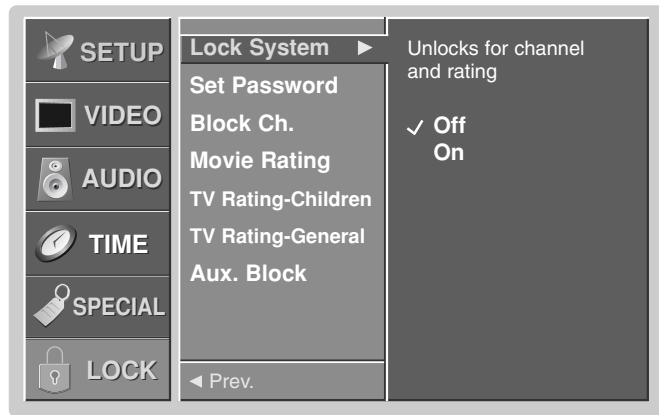 SETUP
VIDEO
AUDIO
TIME
SPECIAL
LOCK
Lock System ►
Set Password
Block Ch.
Movie Rating
TV Rating-Children
TV Rating-General
Aux. Block
◄ Prev.
Unlocks for channel
and rating
✓ Off
On